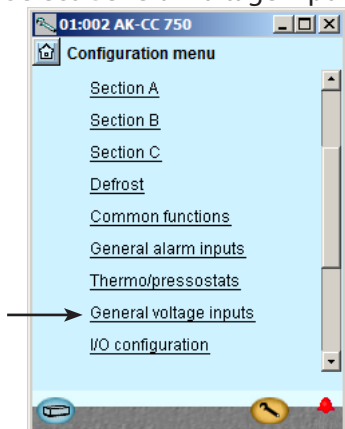 01:002 AK-CC 750
Configuration menu
Section A
Section B
Section C
Defrost
Common functions
General alarm inputs
Thermo/pressostats
General voltage inputs
I/O configuration